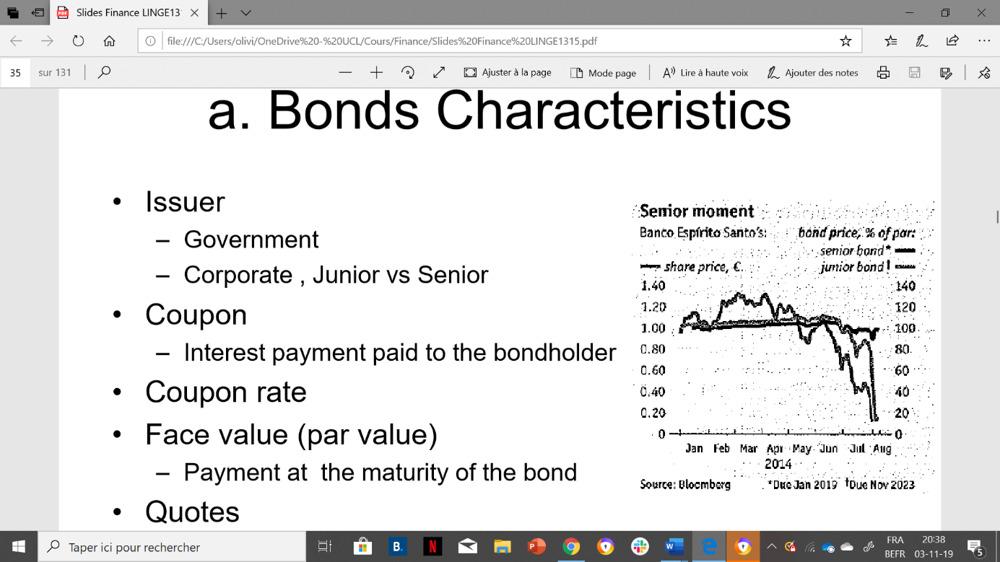 Slides Finance LINGE13
file:///C:/Users/olivi/OneDrive%20-%20UCL/Cours/Finance/Slides%20Finance%20LINGE1315.pdf
35 sur 131 Ajuster à la page Mode page Lire à haute voix Ajouter des notes
a. Bonds Characteristics
• Issuer
– Government
– Corporate , Junior vs Senior
• Coupon
– Interest payment paid to the bondholder
• Coupon rate
• Face value (par value)
– Payment at the maturity of the bond
• Quotes
Senior moment
Banco Espírito Santo's: bond price, % of par:
senior bond*
share price, € junior bond†
1.40 140
1.20 120
1.00 100
0.80 80
0.60 60
0.40 40
0.20 20
0 0
Jan Feb Mar Apr May Jun Jul Aug
2014
Source: Bloomberg *Due Jan 2019 †Due Nov 2023
Taper ici pour rechercher
FRA 20:38
BEFR 03-11-19
5